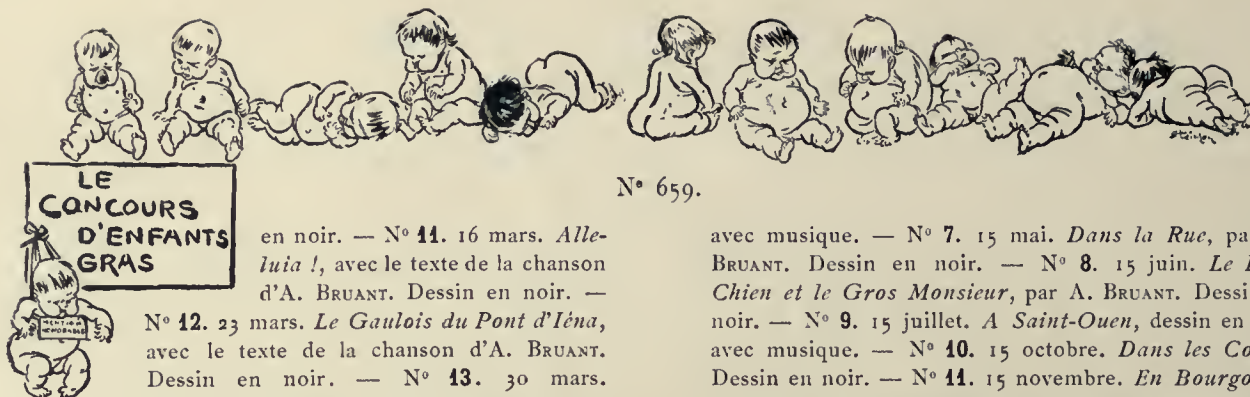 Steinlen
N° 659.
LE
CONCOURS
D'ENFANTS
GRAS
MENTION
HONORABLE
en noir. — N° 11. 16 mars. Alle-
luia !, avec le texte de la chanson
d'A. BRUANT. Dessin en noir. —
N° 12. 23 mars. Le Gaulois du Pont d'Iéna,
avec le texte de la chanson d'A. BRUANT.
Dessin en noir. — N° 13. 30 mars.
avec musique. — N° 7. 15 mai. Dans la Rue, pa
BRUANT. Dessin en noir. — N° 8. 15 juin. Le
Chien et le Gros Monsieur, par A. BRUANT. Dessi
noir. — N° 9. 15 juillet. A Saint-Ouen, dessin en
avec musique. — N° 10. 15 octobre. Dans les Co
Dessin en noir. — N° 11. 15 novembre. En Bourgo